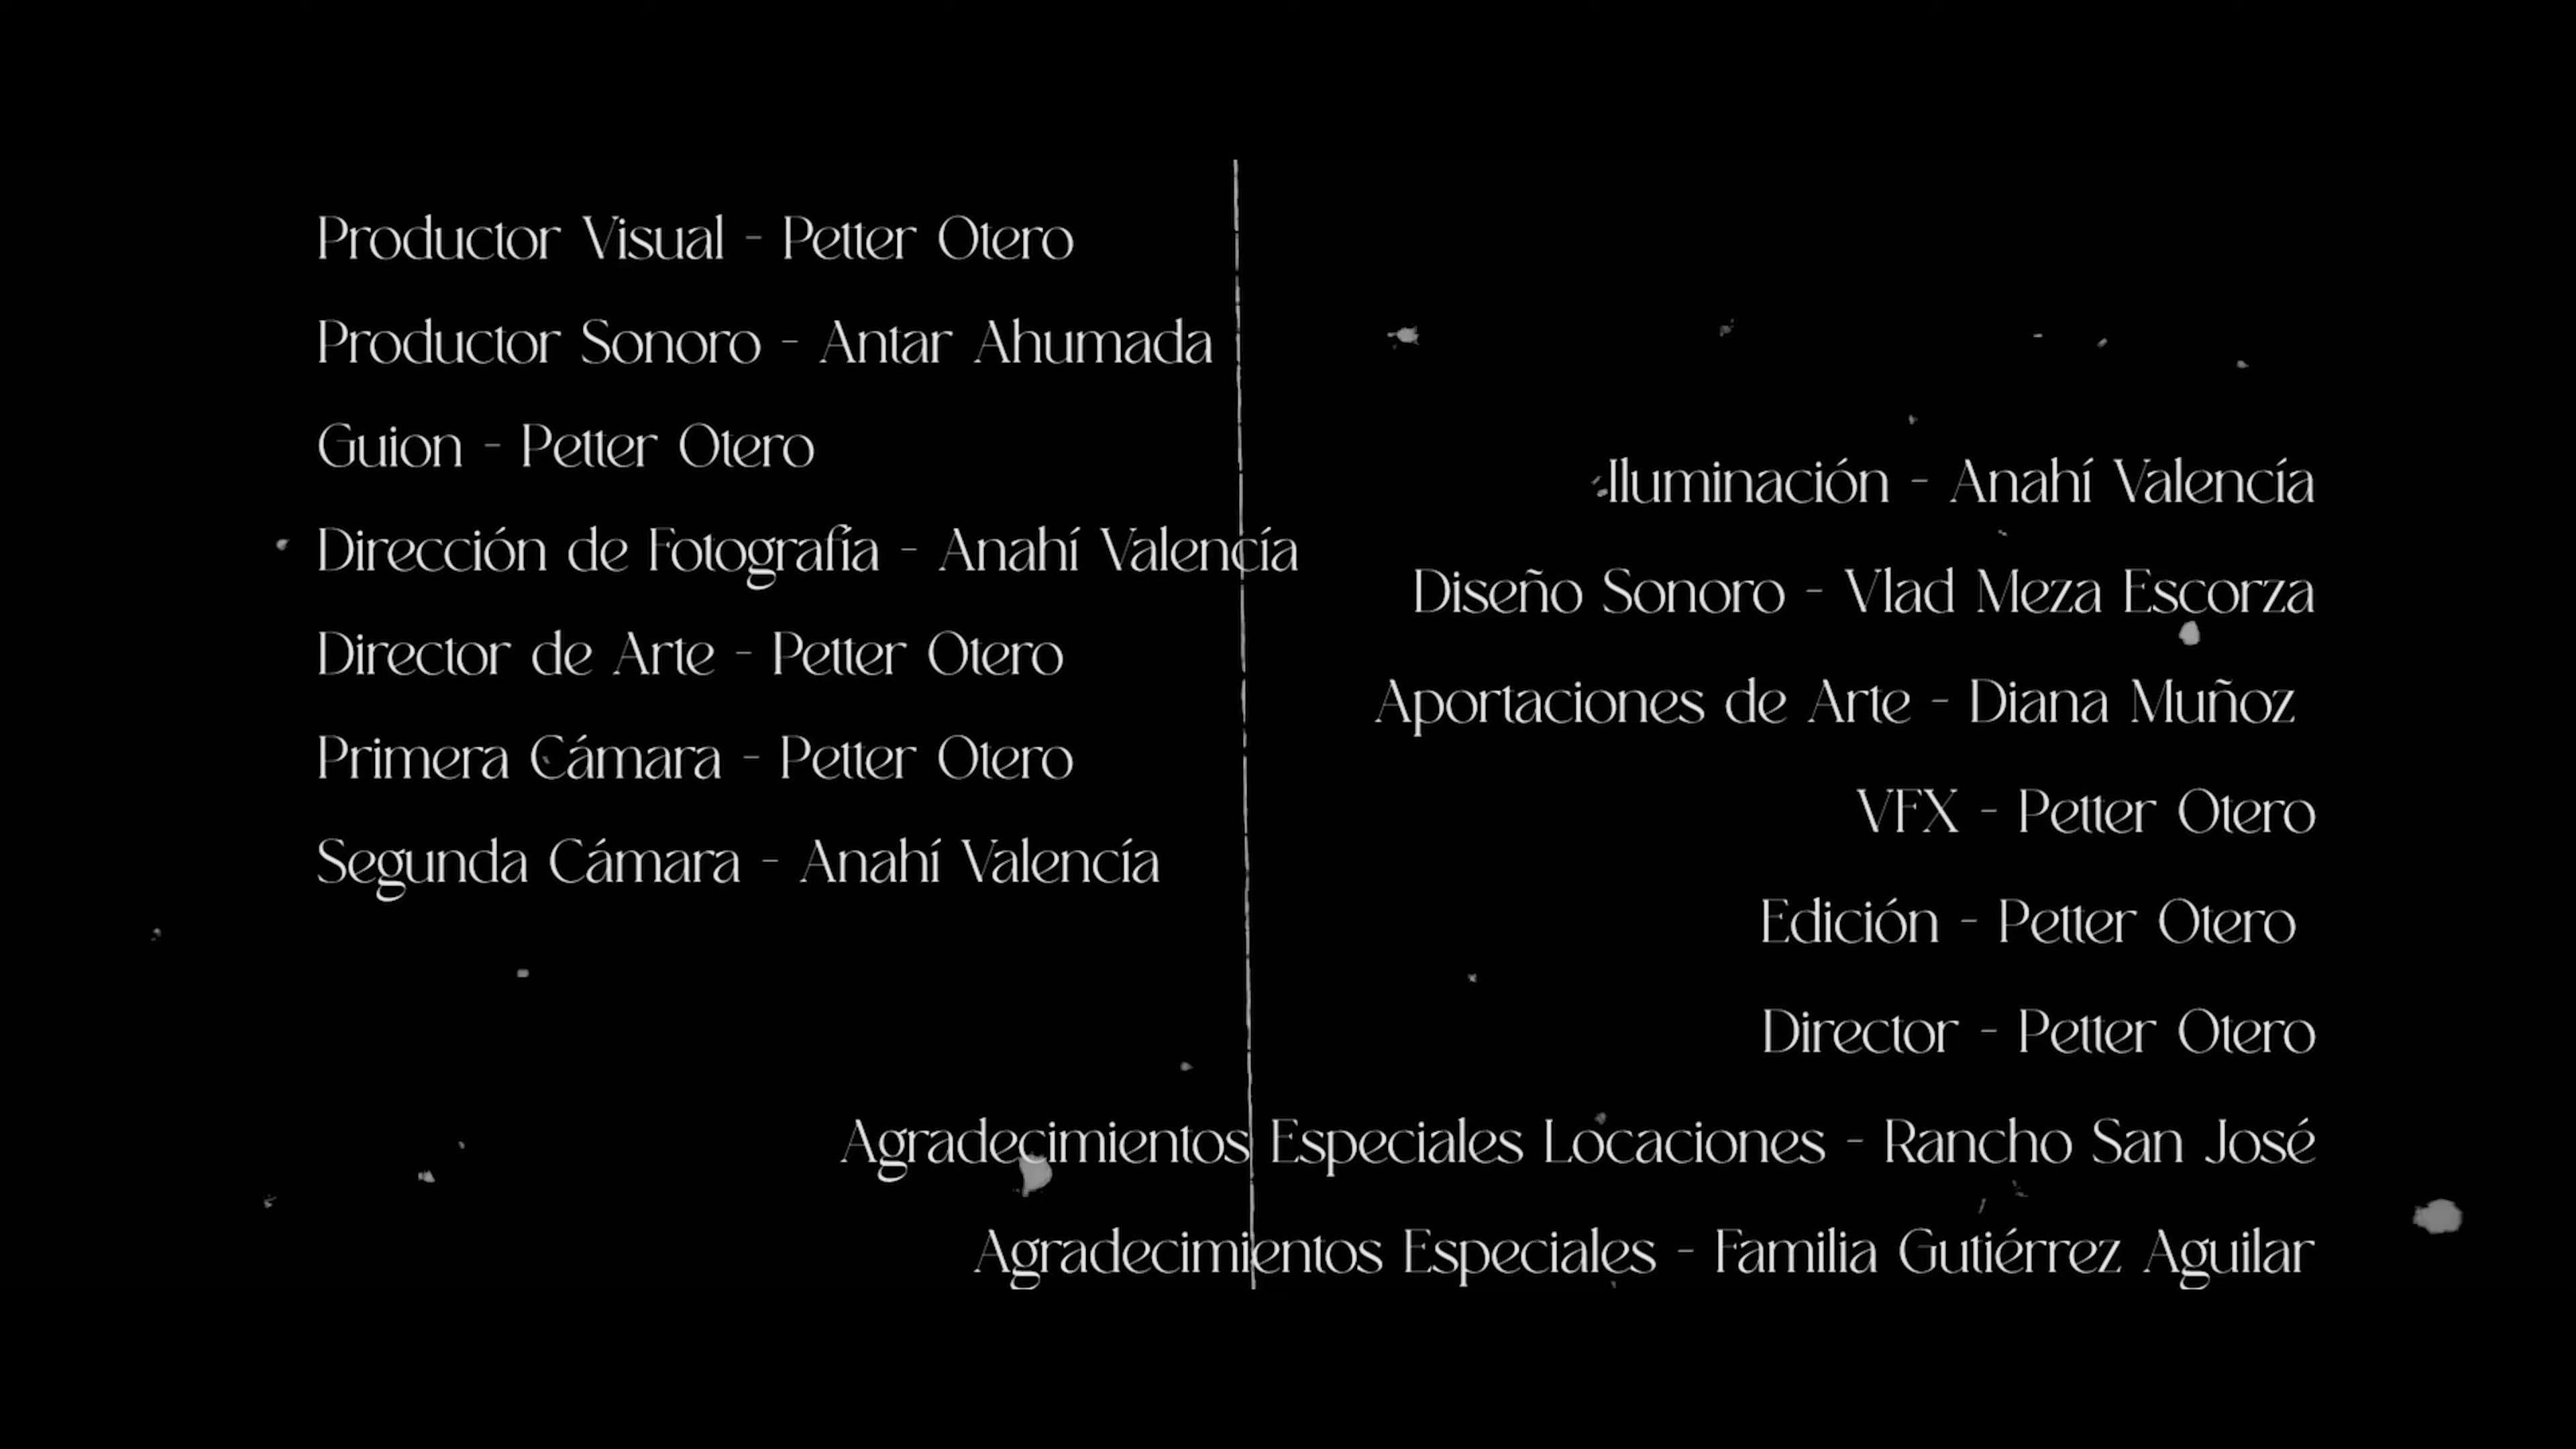 Productor Visual - Petter Otero
Productor Sonoro - Antar Ahumada
Guion - Petter Otero
Dirección de Fotografía - Anahí Valencía
Director de Arte - Petter Otero
Primera Cámara - Petter Otero
Segunda Cámara - Anahí Valencía
Iluminación - Anahí Valencía
Diseño Sonoro - Vlad Meza Escorza
Aportaciones de Arte - Diana Muñoz
VFX - Petter Otero
Edición - Petter Otero
Director - Petter Otero
Agradecimientos Especiales Locaciones - Rancho San José
Agradecimientos Especiales - Familia Gutiérrez Aguilar